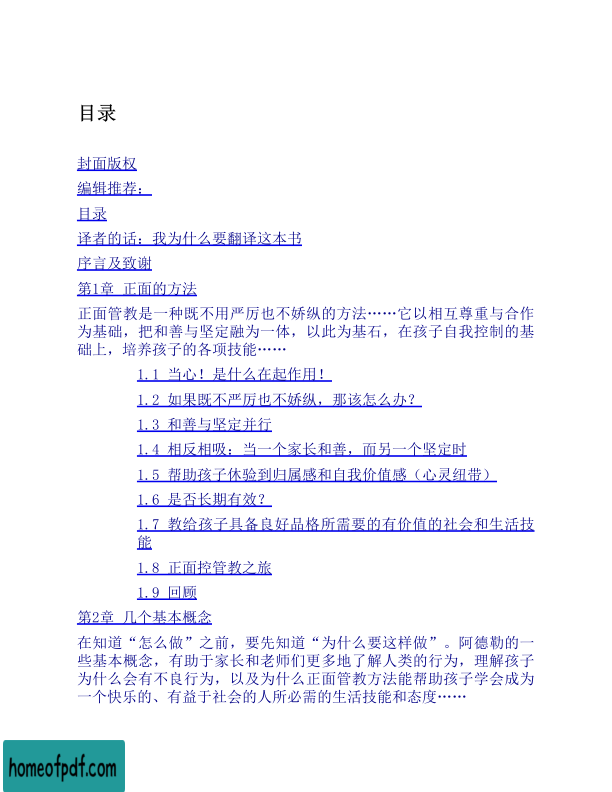 目录
封面版权
编辑推荐：
目录
译者的话：我为什么要翻译这本书
序言及致谢
第1章 正面的方法
正面管教是一种既不用严厉也不娇纵的方法……它以相互尊重与合作
为基础，把和善与坚定融为一体，以此为基石，在孩子自我控制的基
础上，培养孩子的各项技能……
1.1 当心！是什么在起作用！
1.2 如果既不严厉也不娇纵，那该怎么办？
1.3 和善与坚定并行
1.4 相反相吸：当一个家长和善，而另一个坚定时
1.5 帮助孩子体验到归属感和自我价值感（心灵纽带）
1.6 是否长期有效？
1.7 教给孩子具备良好品格所需要的有价值的社会和生活技
能
1.8 正面控管教之旅
1.9 回顾
第2章 几个基本概念
在知道“怎么做”之前，要先知道“为什么要这样做”。阿德勒的一
些基本概念，有助于家长和老师们更多地了解人类的行为，理解孩子
为什么会有不良行为，以及为什么正面管教方法能帮助孩子学会成为
一个快乐的、有益于社会的人所必需的生活技能和态度……
homeofpdf.com